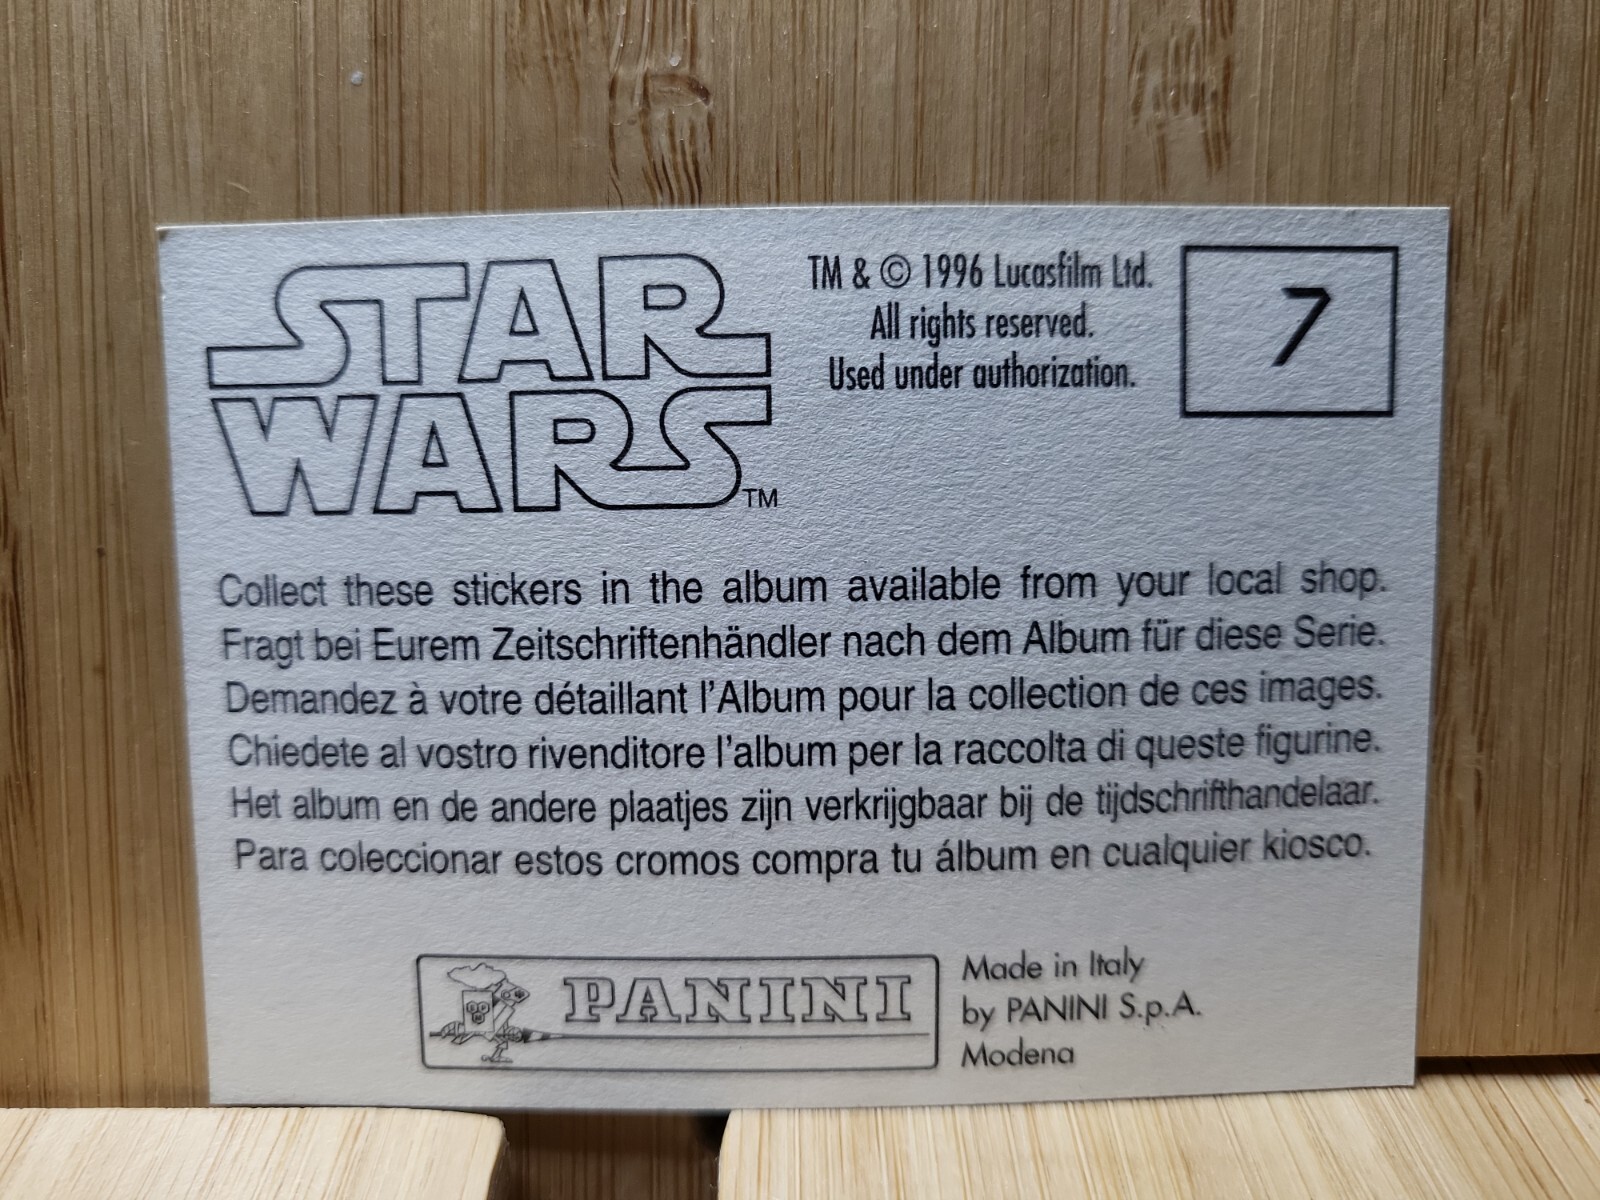 STAR
WARS TM
TM & © 1996 Lucasfilm Ltd.
All rights reserved.
Used under authorization.
7
Collect these stickers in the album available from your local shop.
Fragt bei Eurem Zeitschriftenhändler nach dem Album für diese Serie.
Demandez à votre détaillant l'Album pour la collection de ces images.
Chiedete al vostro rivenditore l'album per la raccolta di queste figurine.
Het album en de andere plaatjes zijn verkrijgbaar bij de tijdschrifthandelaar.
Para coleccionar estos cromos compra tu álbum en cualquier kiosco.
PANINI
Made in Italy
by PANINI S.p.A.
Modena